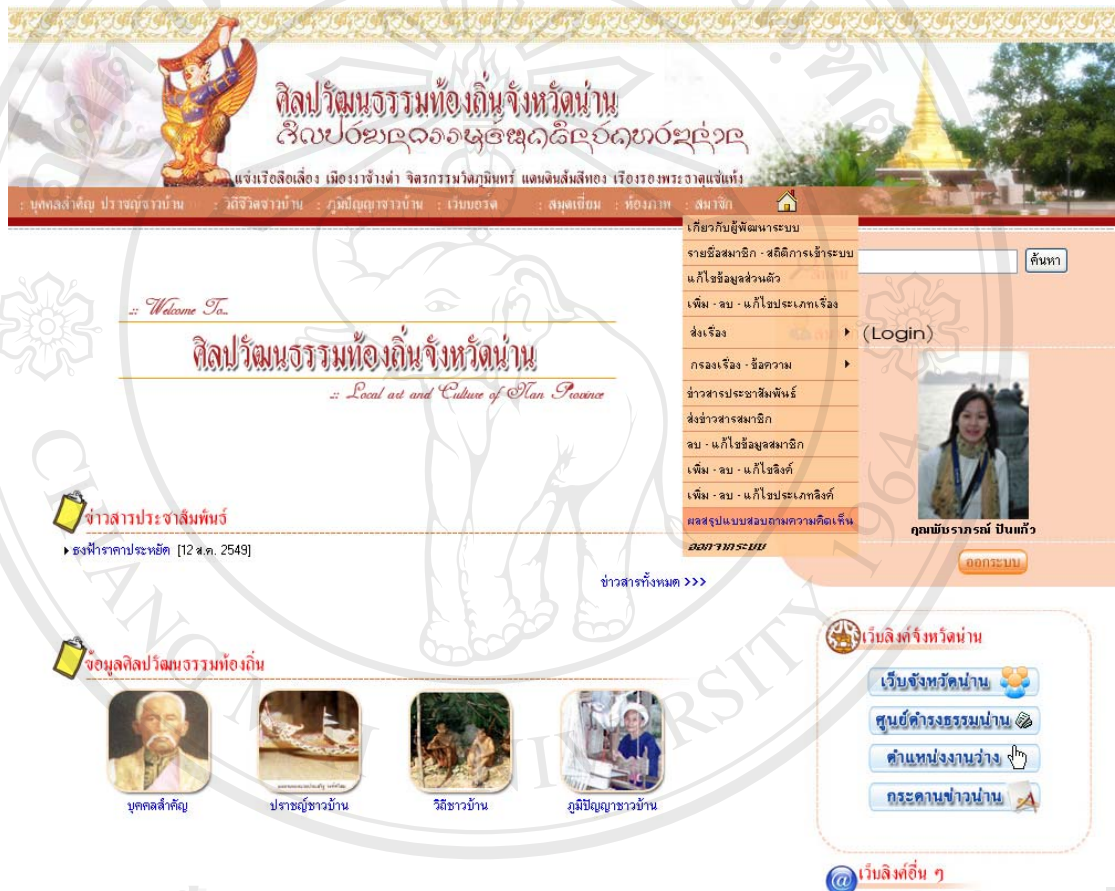 ศิลปวัฒนธรรมท้องถิ่นจังหวัดน่าน
แข่งเรือลือเลื่อง เมืองงาช้างดำ จิตรกรรมวัดภูมินทร์ แดนดินส้มสีทอง เรืองรองพระธาตุแช่แห้ง
: บุคคลสำคัญ ปราชญ์ชาวบ้าน : วิถีชีวิตชาวบ้าน : ภูมิปัญญาชาวบ้าน : เว็บบอร์ด : สมุดเยี่ยม : ห้องภาพ : สมาชิก
เกี่ยวกับผู้พัฒนาระบบ
รายชื่อสมาชิก - สถิติการเข้าระบบ
แก้ไขข้อมูลส่วนตัว
เพิ่ม - ลบ - แก้ไขประเภทเรื่อง
ส่งเรื่อง
กรองเรื่อง - ข้อความ
ข่าวสารประชาสัมพันธ์
ส่งข่าวสารสมาชิก
ลบ - แก้ไขข้อมูลสมาชิก
เพิ่ม - ลบ - แก้ไขลิงค์
เพิ่ม - ลบ - แก้ไขประเภทลิงค์
ผลสรุปแบบสอบถามความคิดเห็น
ออกจากระบบ
ค้นหา
(Login)
คุณพัชราภรณ์ ปันแก้ว
ออกระบบ
.:: Welcome To..
ศิลปวัฒนธรรมท้องถิ่นจังหวัดน่าน
.:: Local art and Culture of Nan Province
ข่าวสารประชาสัมพันธ์
ธงฟ้าราคาประหยัด [12 ส.ค. 2549]
ข่าวสารทั้งหมด >>>
ข้อมูลศิลปวัฒนธรรมท้องถิ่น
บุคคลสำคัญ
ปราชญ์ชาวบ้าน
วิถีชาวบ้าน
ภูมิปัญญาชาวบ้าน
เว็บลิงค์จังหวัดน่าน
เว็บจังหวัดน่าน
ศูนย์ดำรงธรรมน่าน
ตำแหน่งงานว่าง
กระดานข่าวน่าน
เว็บลิงค์อื่น ๆ
CHIANG MAI UNIVERSITY 1964